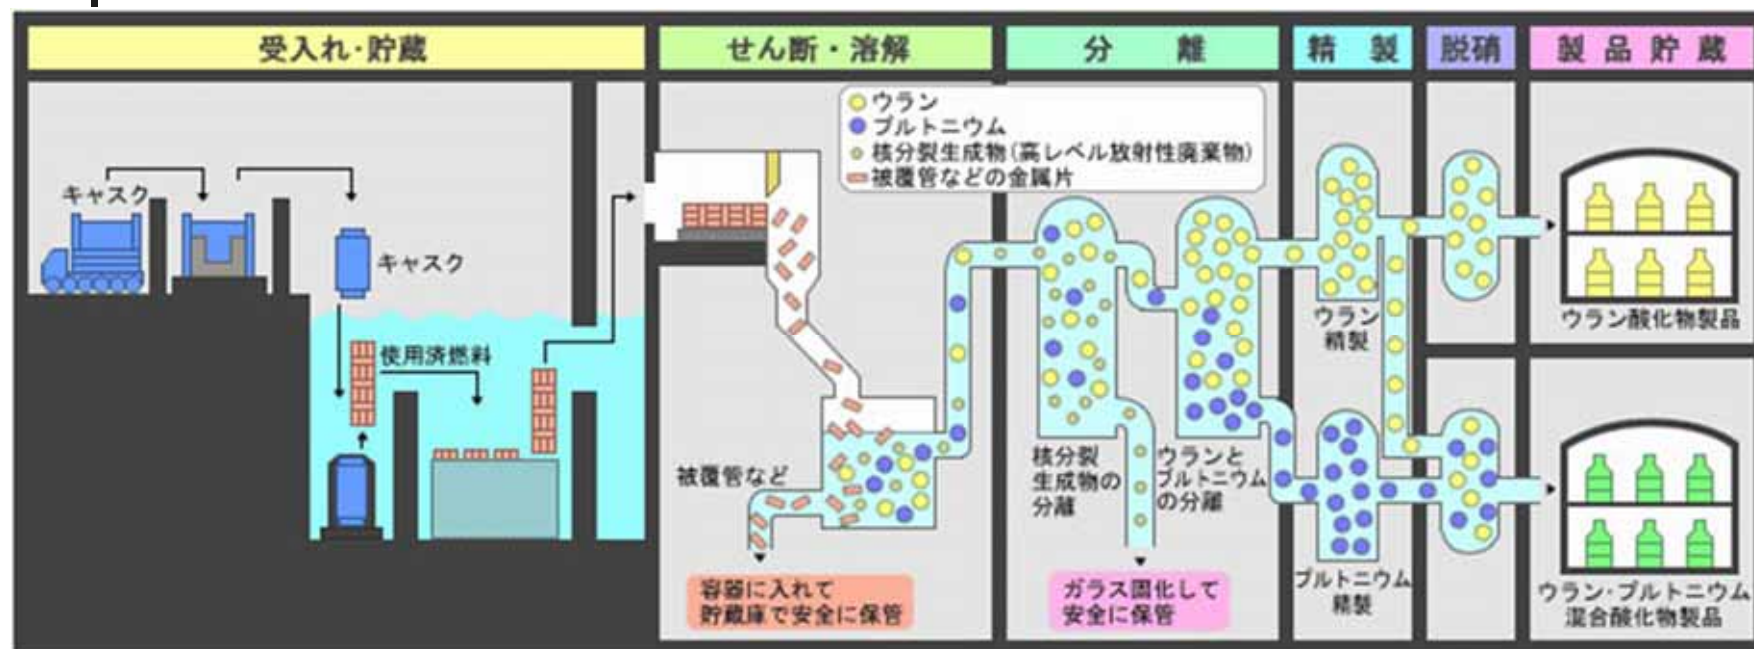 受入れ・貯蔵
せん断・溶解
分離
精製
脱硝
製品貯蔵
ウラン
プルトニウム
核分裂生成物(高レベル放射性廃棄物)
被覆管などの金属片
キャスク
キャスク
使用済燃料
被覆管など
容器に入れて
貯蔵庫で安全に保管
核分裂
生成物の
分離
ウランと
プルトニウム
の分離
ガラス固化して
安全に保管
ウラン
精製
プルトニウム
精製
ウラン酸化物製品
ウラン・プルトニウム
混合酸化物製品